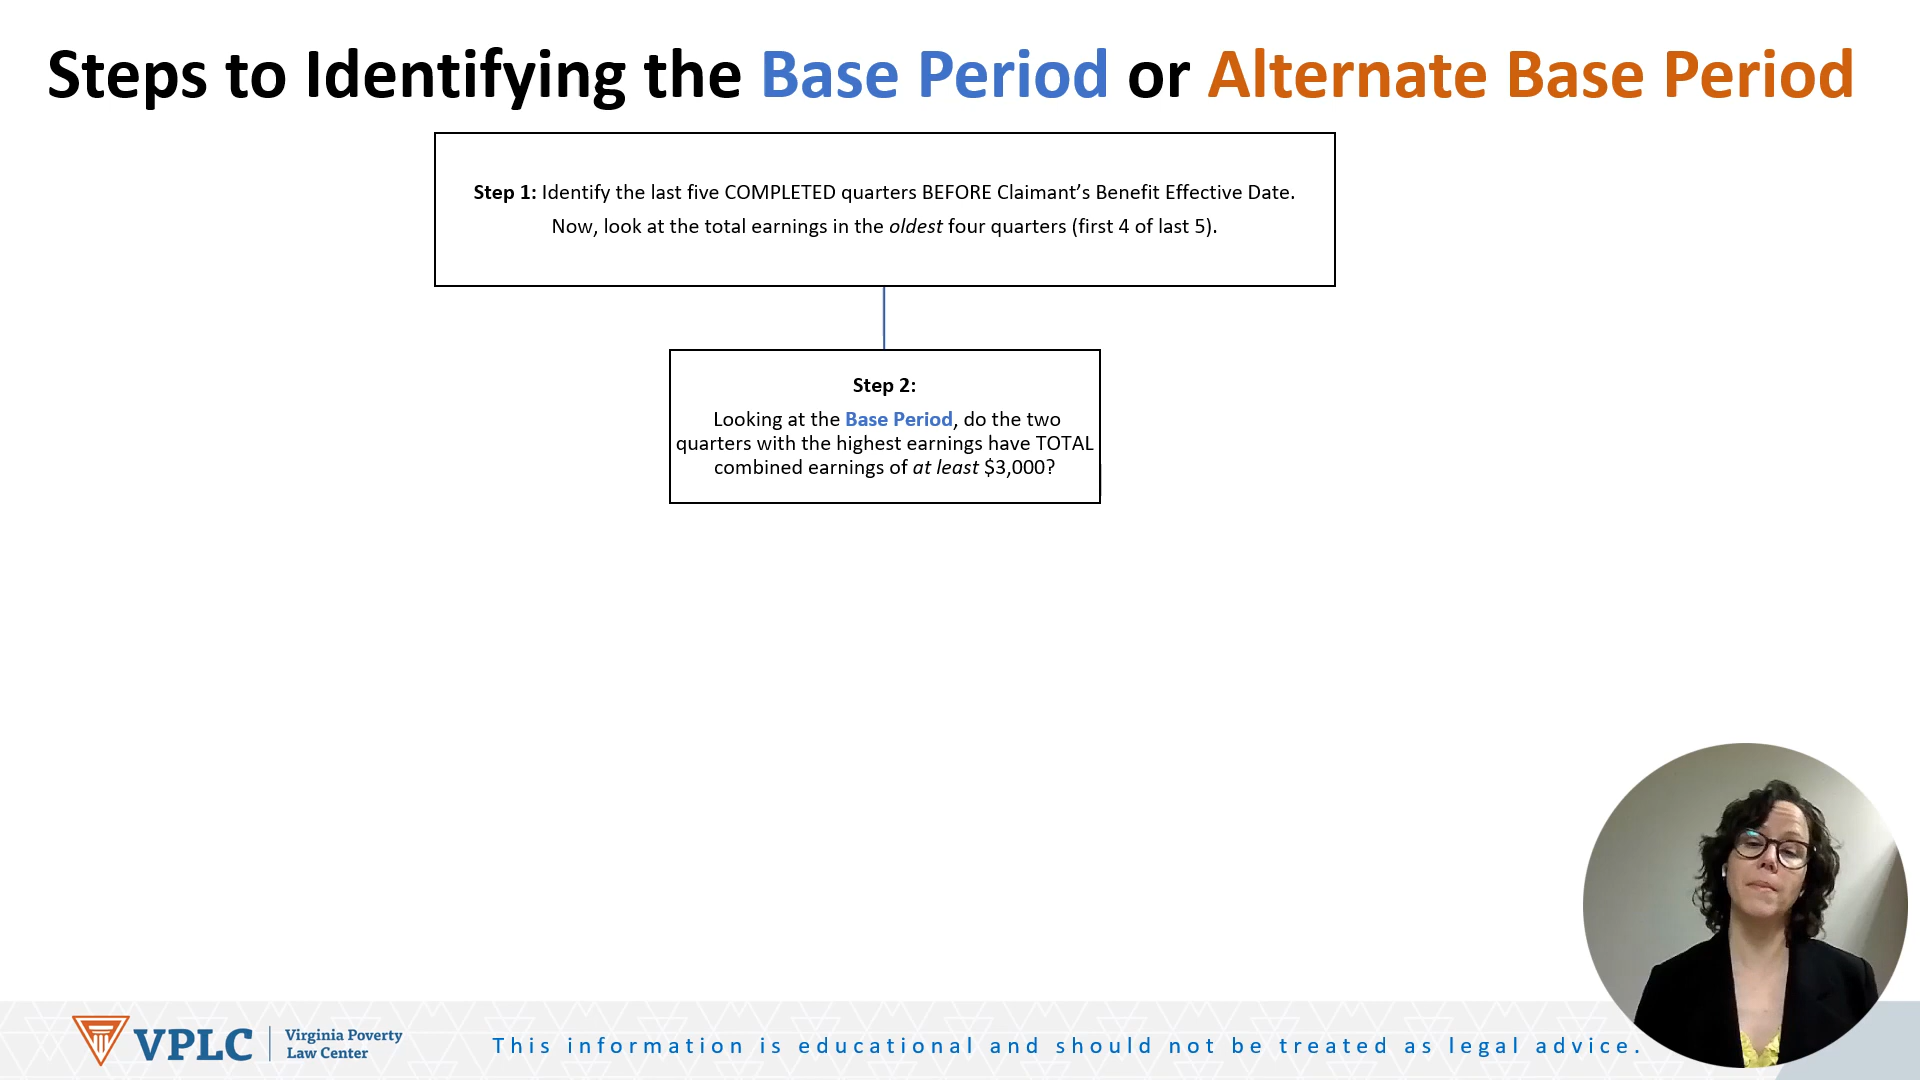 Steps to Identifying the Base Period or Alternate Base Period
Step 1: Identify the last five COMPLETED quarters BEFORE Claimant’s Benefit Effective Date.
Now, look at the total earnings in the oldest four quarters (first 4 of last 5).
Step 2:
Looking at the Base Period, do the two
quarters with the highest earnings have TOTAL
combined earnings of at least $3,000?
VPLC
Virginia Poverty
Law Center
This information is educational and should not be treated as legal advice.